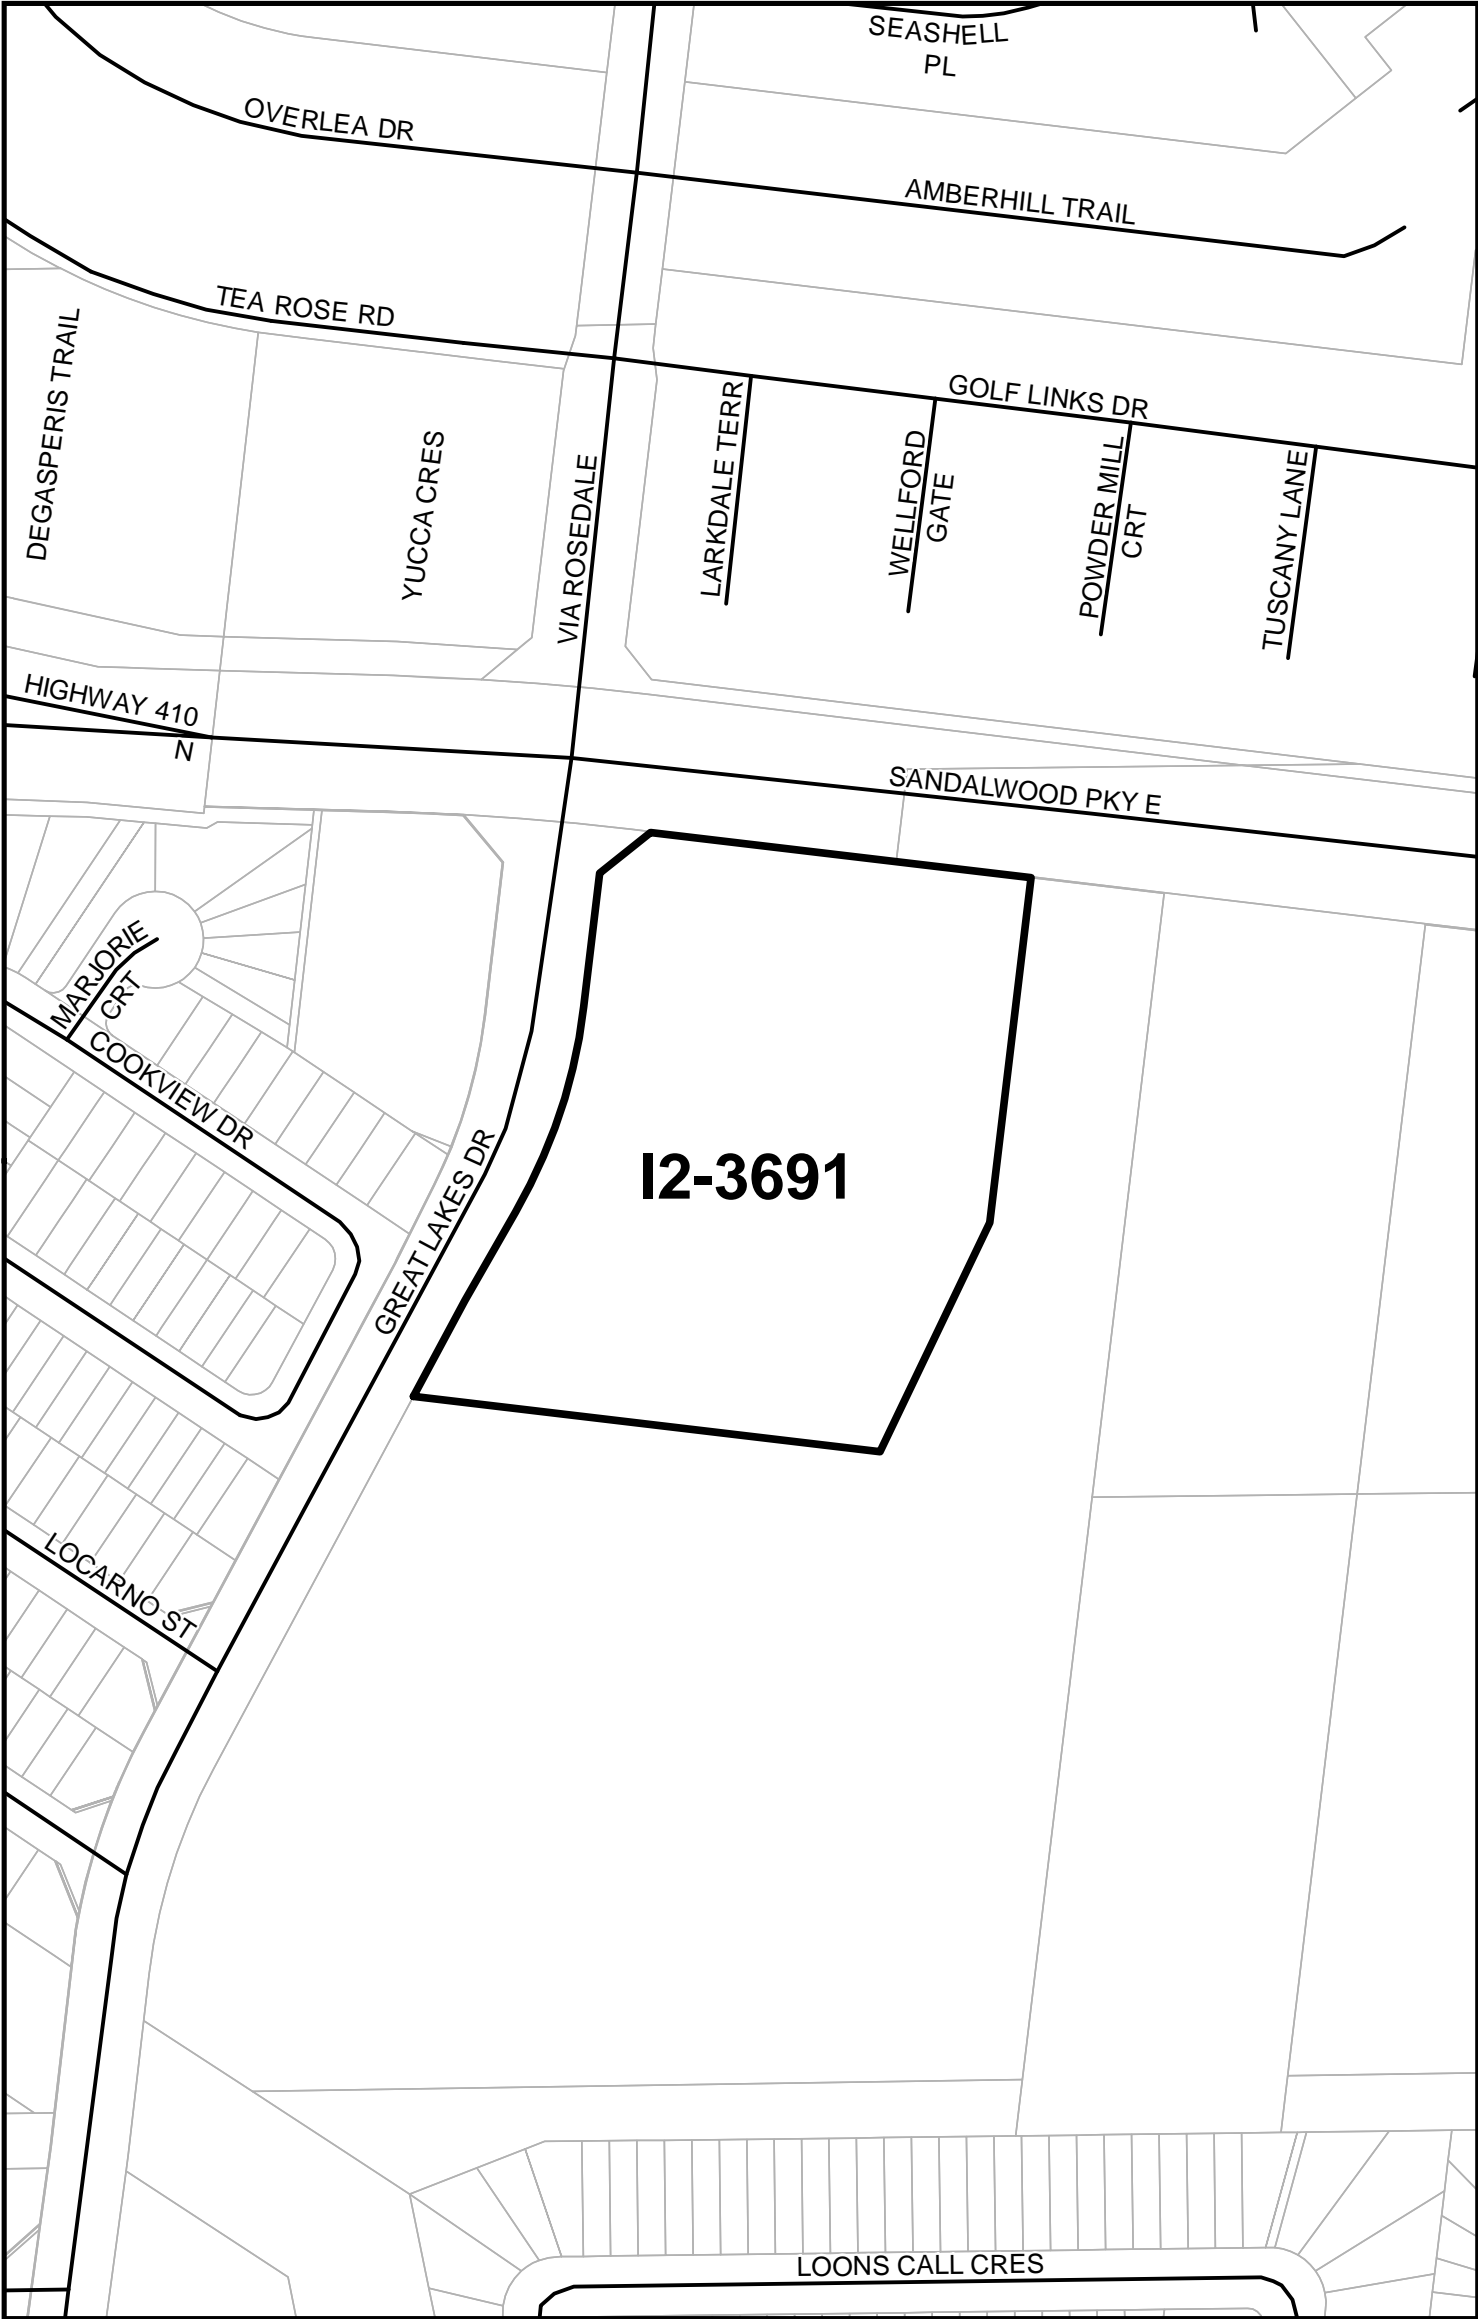 SEASHELL
PL
OVERLEA DR
AMBERHILL TRAIL
TEA ROSE RD
DEGASPERIS TRAIL
YUCCA CRES
VIA ROSEDALE
LARKDALE TERR
GOLF LINKS DR
WELLFORD
GATE
POWDER MILL
CRT
TUSCANY LANE
HIGHWAY 410
N
SANDALWOOD PKY E
MARJORIE
CRT
COOKVIEW DR
GREAT LAKES DR
I2-3691
LOCARNO ST
LOONS CALL CRES